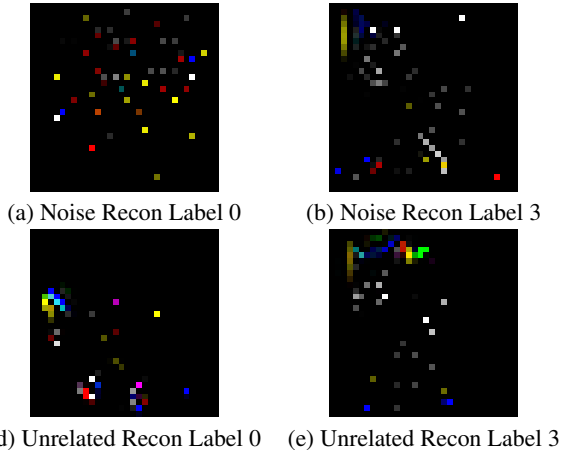 (a) Noise Recon Label 0
(b) Noise Recon Label 3
d) Unrelated Recon Label 0
(e) Unrelated Recon Label 3